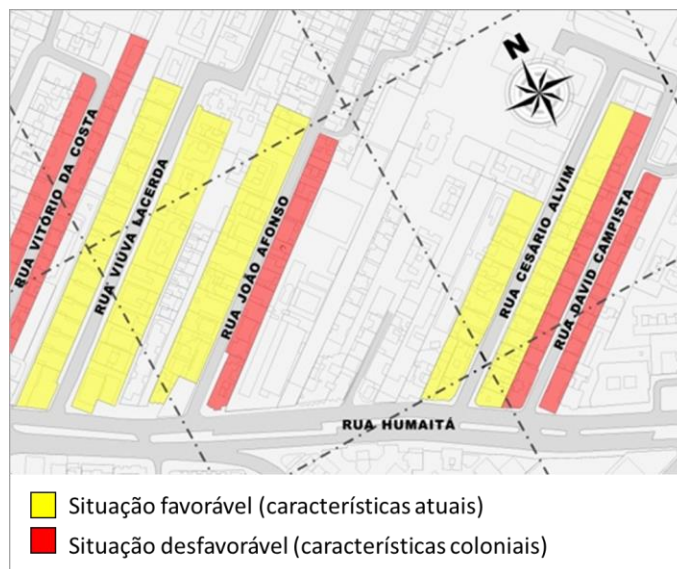 N
RUA VITÓRIO DA COSTA
RUA VIÚVA LACERDA
RUA JOÃO AFONSO
RUA CESÁRIO ALVIM
RUA DAVID CAMPISTA
RUA HUMAITÁ
Situação favorável (características atuais)
Situação desfavorável (características coloniais)